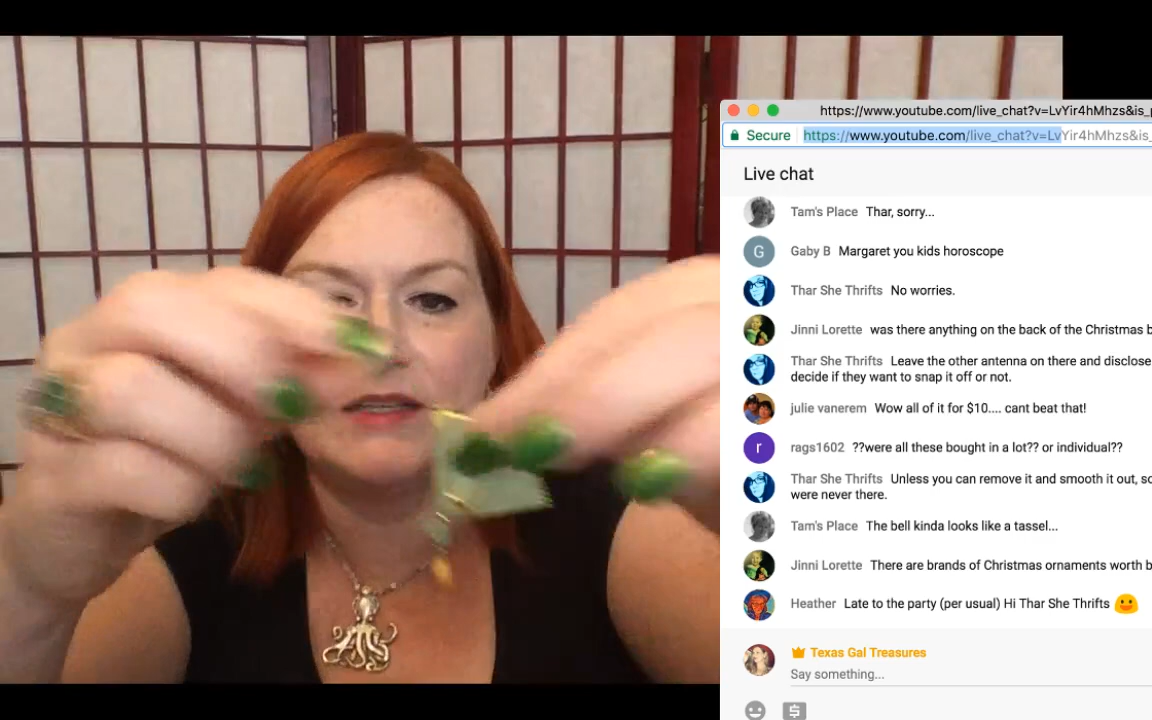 https://www.youtube.com/live_chat?v=LvYir4hMhzs&is_p
Secure https://www.youtube.com/live_chat?v=LvYir4hMhzs&is_
Live chat
Tam's Place Thar, sorry...
G Gaby B Margaret you kids horoscope
Thar She Thrifts No worries.
Jinni Lorette was there anything on the back of the Christmas b
Thar She Thrifts Leave the other antenna on there and disclose
decide if they want to snap it off or not.
julie vanerem Wow all of it for $10.... cant beat that!
r rags1602 ??were all these bought in a lot?? or individual??
Thar She Thrifts Unless you can remove it and smooth it out, so
were never there.
Tam's Place The bell kinda looks like a tassel...
Jinni Lorette There are brands of Christmas ornaments worth b
Heather Late to the party (per usual) Hi Thar She Thrifts
Texas Gal Treasures
Say something...